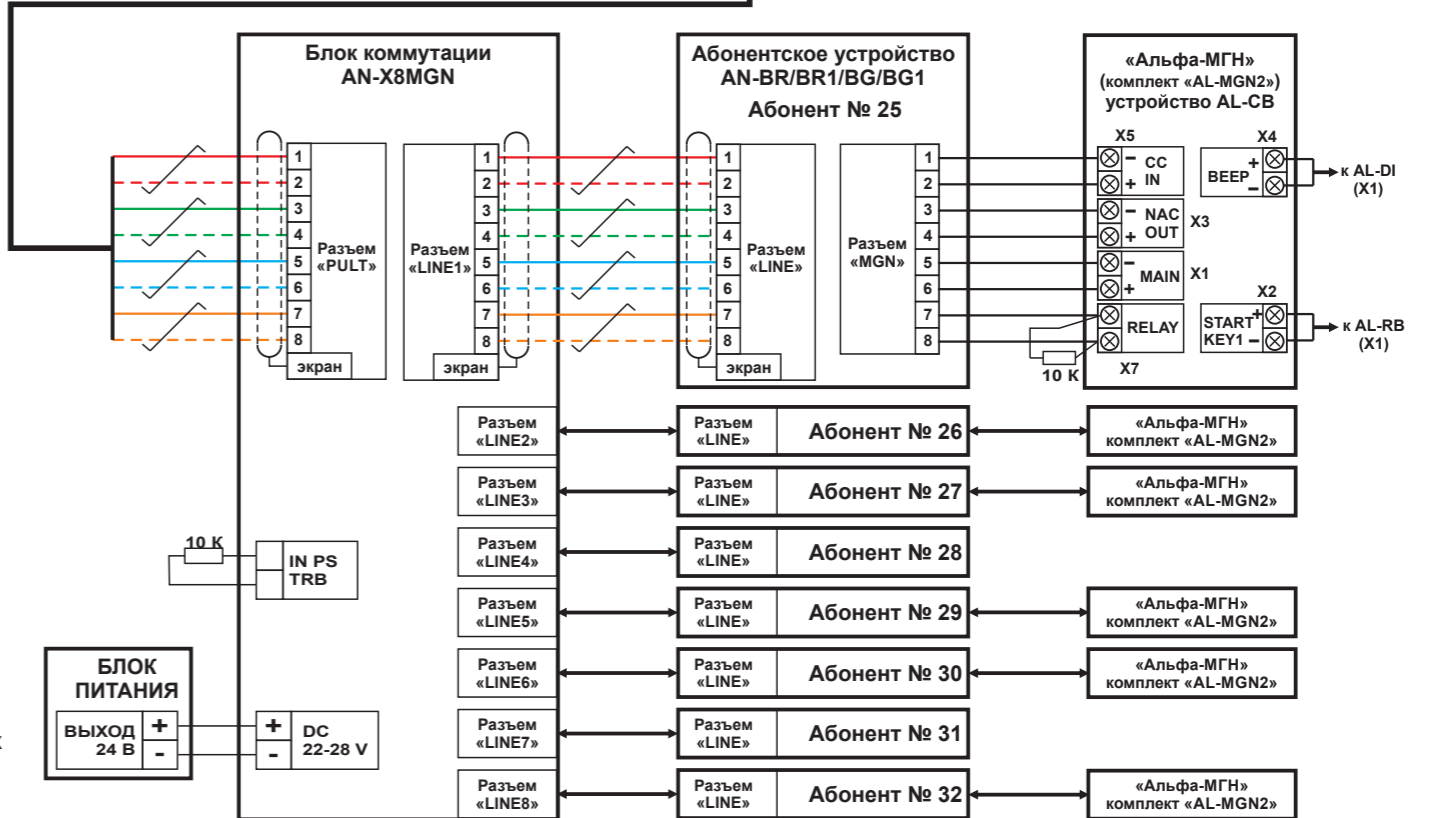 Блок коммутации
AN-X8MGN
1
2
3
4
5
6
7
8
Разъем
«PULT»
экран
Разъем
«LINE1»
1
2
3
4
5
6
7
8
экран
Абонентское устройство
AN-BR/BR1/BG/BG1
Абонент № 25
1
2
3
4
5
6
7
8
Разъем
«LINE»
экран
Разъем
«MGN»
1
2
3
4
5
6
7
8
«Альфа-МГН»
(комплект «AL-MGN2»)
устройство AL-CB
X5
– CC
+ IN
– NAC
+ OUT
X3
–
+ MAIN
X1
RELAY
X7
10 К
X4
BEEP + –
к AL-DI
(X1)
X2
START +
KEY1 –
к AL-RB
(X1)
Разъем
«LINE2»
Разъем
«LINE»
Абонент № 26
«Альфа-МГН»
комплект «AL-MGN2»
Разъем
«LINE3»
Разъем
«LINE»
Абонент № 27
«Альфа-МГН»
комплект «AL-MGN2»
Разъем
«LINE4»
Разъем
«LINE»
Абонент № 28
10 К
IN PS
TRB
Разъем
«LINE5»
Разъем
«LINE»
Абонент № 29
«Альфа-МГН»
комплект «AL-MGN2»
Разъем
«LINE6»
Разъем
«LINE»
Абонент № 30
«Альфа-МГН»
комплект «AL-MGN2»
БЛОК
ПИТАНИЯ
ВЫХОД
24 В
+
-
+
-
DC
22-28 V
Разъем
«LINE7»
Разъем
«LINE»
Абонент № 31
Разъем
«LINE8»
Разъем
«LINE»
Абонент № 32
«Альфа-МГН»
комплект «AL-MGN2»